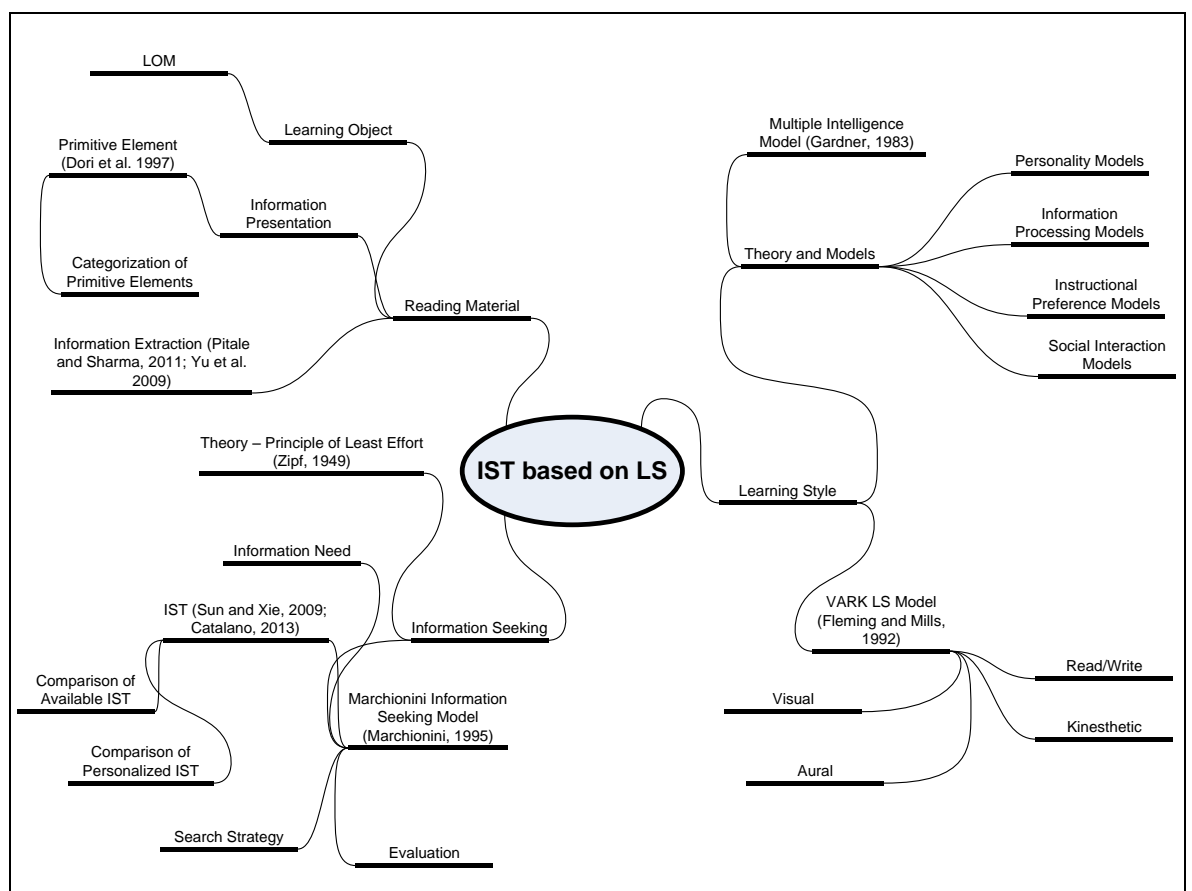 LOM
Learning Object
Primitive Element
(Dori et al. 1997)
Information
Presentation
Categorization of
Primitive Elements
Reading Material
Information Extraction (Pitale
and Sharma, 2011; Yu et al.
2009)
Theory – Principle of Least Effort
(Zipf, 1949)
Information Need
IST (Sun and Xie, 2009;
Catalano, 2013)
Information Seeking
Comparison of
Available IST
Marchionini Information
Seeking Model
(Marchionini, 1995)
Comparison of
Personalized IST
Search Strategy
Evaluation
IST based on LS
Multiple Intelligence
Model (Gardner, 1983)
Personality Models
Information
Processing Models
Theory and Models
Instructional
Preference Models
Social Interaction
Models
Learning Style
VARK LS Model
(Fleming and Mills,
1992)
Read/Write
Visual
Kinesthetic
Aural